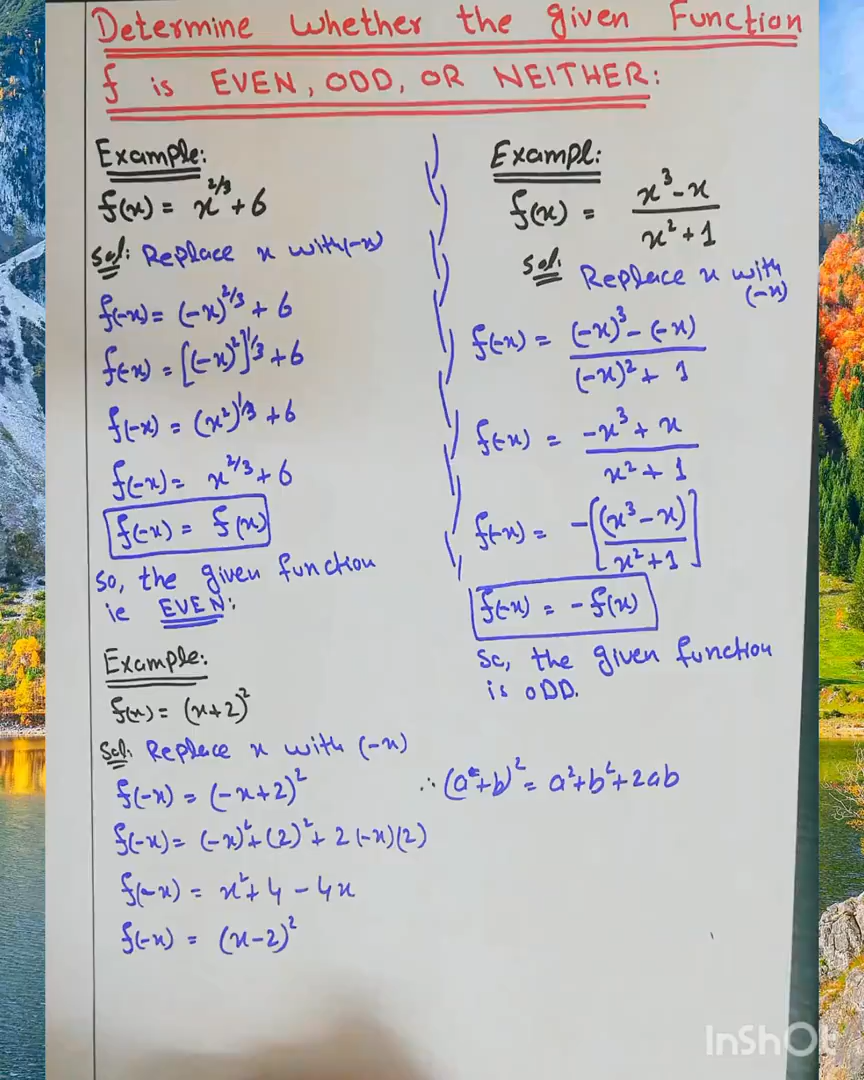 Determine whether the given Function
f is EVEN, ODD, OR NEITHER:
Example:
f(x) = x^2/3 + 6
Sol: Replace x with (-x)
f(-x) = (-x)^2/3 + 6
f(-x) = [(-x)^2]^1/3 + 6
f(-x) = (x^2)^1/3 + 6
f(-x) = x^2/3 + 6
f(-x) = f(x)
So, the given function
ie EVEN:
Example:
f(x) = (x+2)^2
Sol: Replace x with (-x)
f(-x) = (-x+2)^2
f(-x) = (-x)^2 + (2)^2 + 2(-x)(2)
f(-x) = x^2 + 4 - 4x
f(-x) = (x-2)^2
Exampl:
f(x) = x^3 - x / x^2 + 1
Sol: Replace x with
(-x)
f(-x) = (-x)^3 - (-x) / (-x)^2 + 1
f(-x) = -x^3 + x / x^2 + 1
f(-x) = -[(x^3 - x) / x^2 + 1]
f(-x) = - f(x)
So, the given function
is ODD.
∴ (a+b)^2 = a^2 + b^2 + 2ab
InShOt